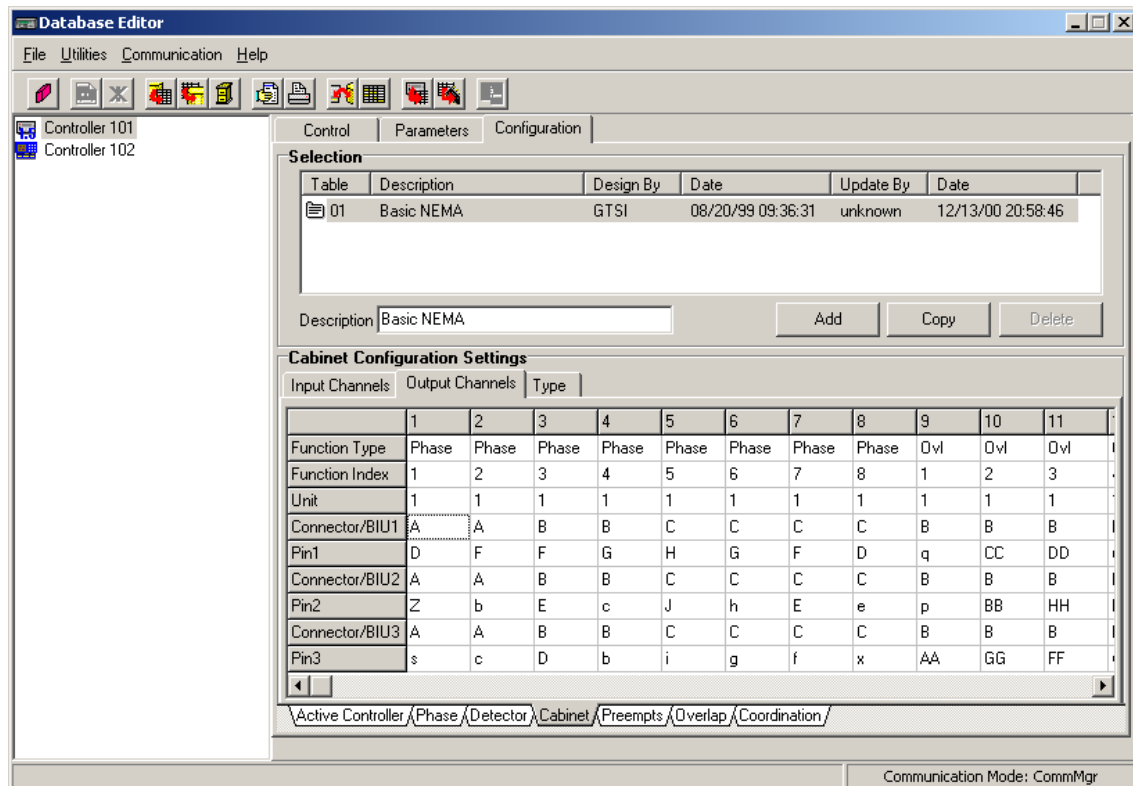 Database Editor
File Utilities Communication Help
Controller 101
Controller 102
Control Parameters Configuration
Selection
Table Description Design By Date Update By Date
01 Basic NEMA GTSI 08/20/99 09:36:31 unknown 12/13/00 20:58:46
Description Basic NEMA Add Copy Delete
Cabinet Configuration Settings
Input Channels Output Channels Type
1 2 3 4 5 6 7 8 9 10 11
Function Type Phase Phase Phase Phase Phase Phase Phase Phase Ovl Ovl Ovl
Function Index 1 2 3 4 5 6 7 8 1 2 3
Unit 1 1 1 1 1 1 1 1 1 1 1
Connector/BIU1 A A B B C C C C B B B
Pin1 D F F G H G F D q CC DD
Connector/BIU2 A A B B C C C C B B B
Pin2 Z b E c J h E e p BB HH
Connector/BIU3 A A B B C C C C B B B
Pin3 s c D b i g f x AA GG FF
Active Controller Phase Detector Cabinet Preempts Overlap Coordination
Communication Mode: CommMgr